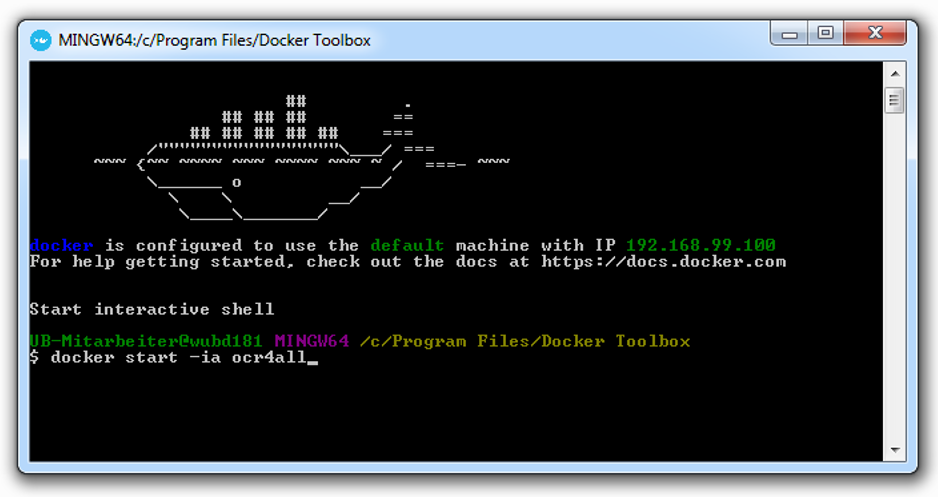 MINGW64:/c/Program Files/Docker Toolbox
##         .
## ## ##        ==
## ## ## ## ##    ===
/"""""""""""""""""\___/ ===
~~~ {~~ ~~~~ ~~~ ~~~~ ~~~ ~ /  ===- ~~~
\______ o           __/
\    \         __/
\____\_______/
docker is configured to use the default machine with IP 192.168.99.100
For help getting started, check out the docs at https://docs.docker.com
Start interactive shell
UB-Mitarbeiter@wubd181 MINGW64 /c/Program Files/Docker Toolbox
$ docker start -ia ocr4all_